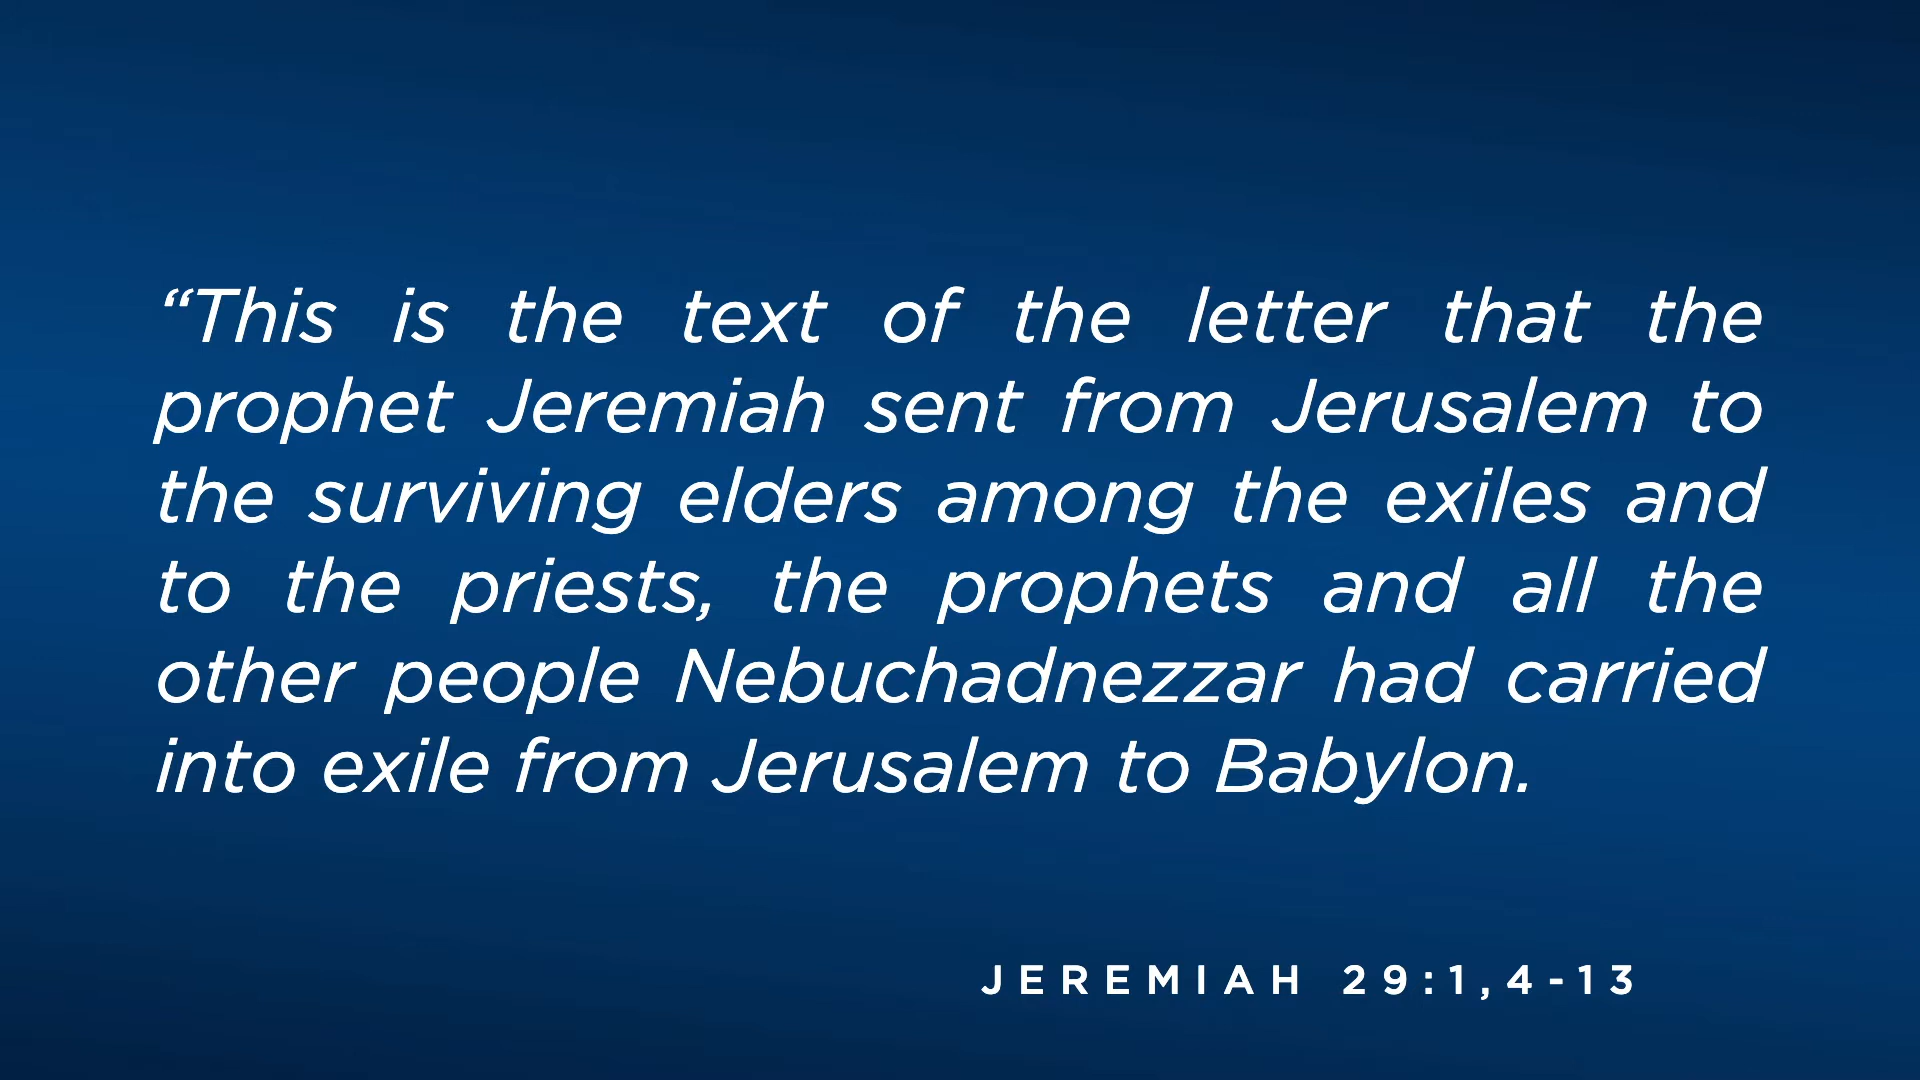 “This is the text of the letter that the
prophet Jeremiah sent from Jerusalem to
the surviving elders among the exiles and
to the priests, the prophets and all the
other people Nebuchadnezzar had carried
into exile from Jerusalem to Babylon.
JEREMIAH 29:1,4-13